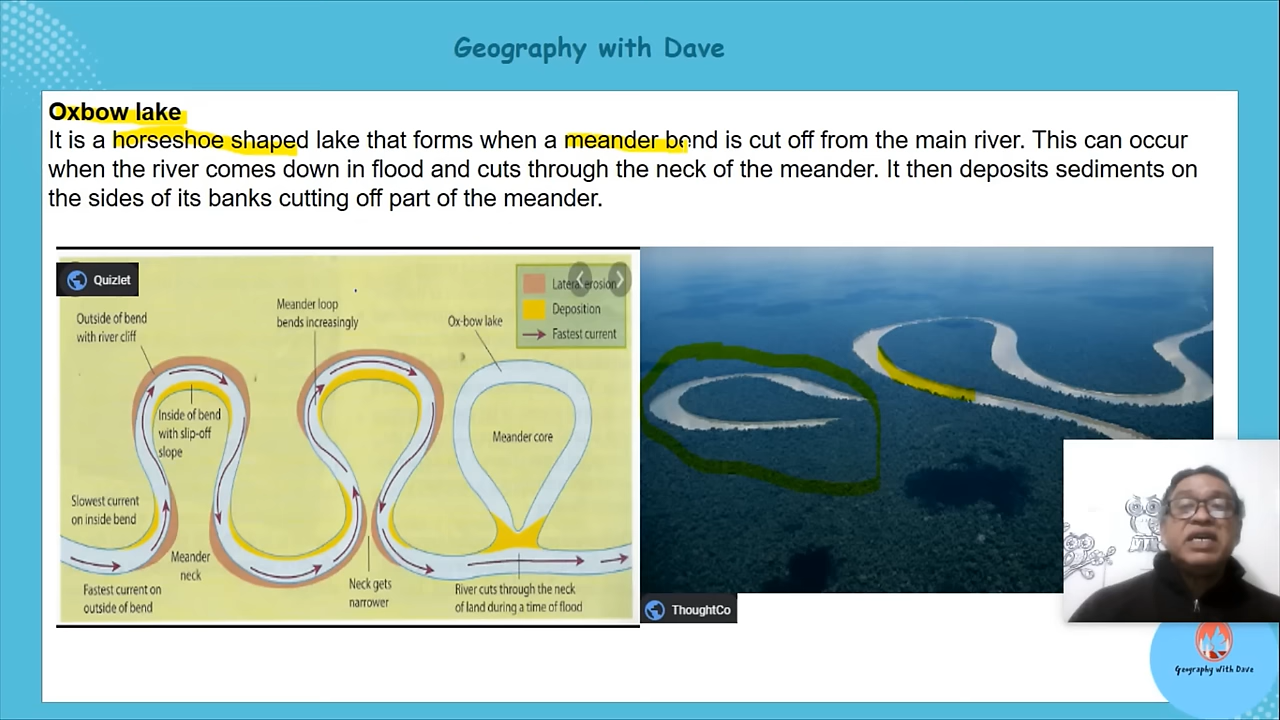 Geography with Dave
Oxbow lake
It is a horseshoe shaped lake that forms when a meander bend is cut off from the main river. This can occur
when the river comes down in flood and cuts through the neck of the meander. It then deposits sediments on
the sides of its banks cutting off part of the meander.
Quizlet
Lateral erosion
Deposition
Fastest current
Outside of bend
with river cliff
Meander loop
bends increasingly
Ox-bow lake
Inside of bend
with slip-off
slope
Meander core
Slowest current
on inside bend
Meander
neck
Neck gets
narrower
Fastest current on
outside of bend
River cuts through the neck
of land during a time of flood
ThoughtCo
Geography with Dave